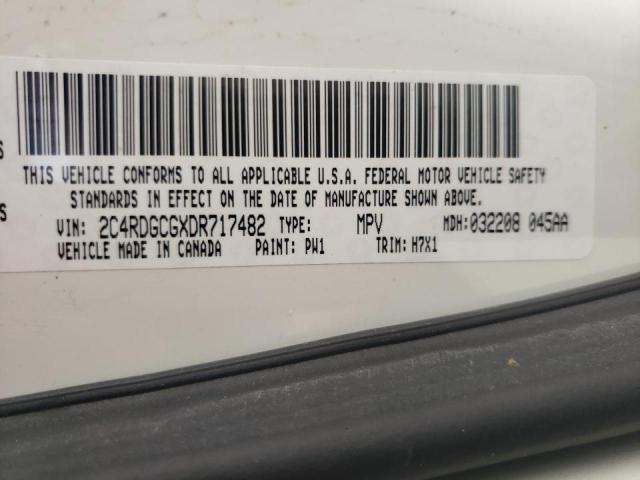 THIS VEHICLE CONFORMS TO ALL APPLICABLE U.S.A. FEDERAL MOTOR VEHICLE SAFETY
STANDARDS IN EFFECT ON THE DATE OF MANUFACTURE SHOWN ABOVE.
VIN: 2C4RDGCGXDR717482 TYPE: MPV MDH:032208 045AA
VEHICLE MADE IN CANADA PAINT: PW1 TRIM: H7X1